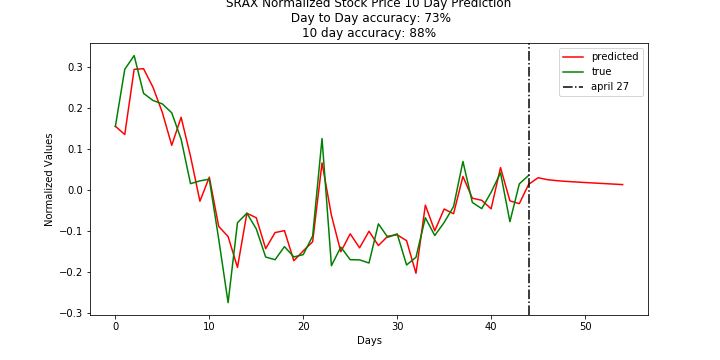 SRAX Normalized Stock Price 10 Day Prediction
Day to Day accuracy: 73%
10 day accuracy: 88%
predicted
true
april 27
Normalized Values
0.3
0.2
0.1
0.0
−0.1
−0.2
−0.3
0 10 20 30 40 50
Days